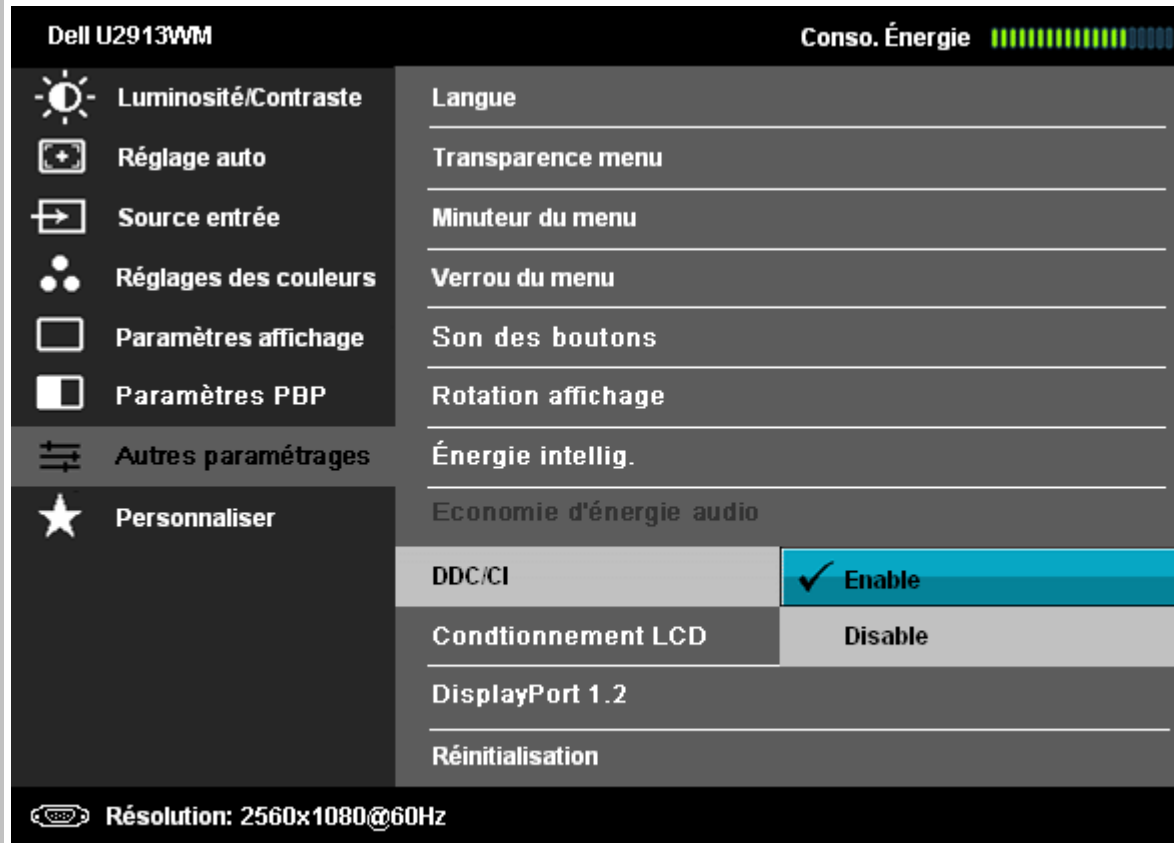 Dell U2913WM
Conso. Énergie
Luminosité/Contraste
Réglage auto
Source entrée
Réglages des couleurs
Paramètres affichage
Paramètres PBP
Autres paramétrages
Personnaliser
Langue
Transparence menu
Minuteur du menu
Verrou du menu
Son des boutons
Rotation affichage
Énergie intellig.
Economie d'énergie audio
DDC/CI
Enable
Disable
Condtionnement LCD
DisplayPort 1.2
Réinitialisation
Résolution: 2560x1080@60Hz